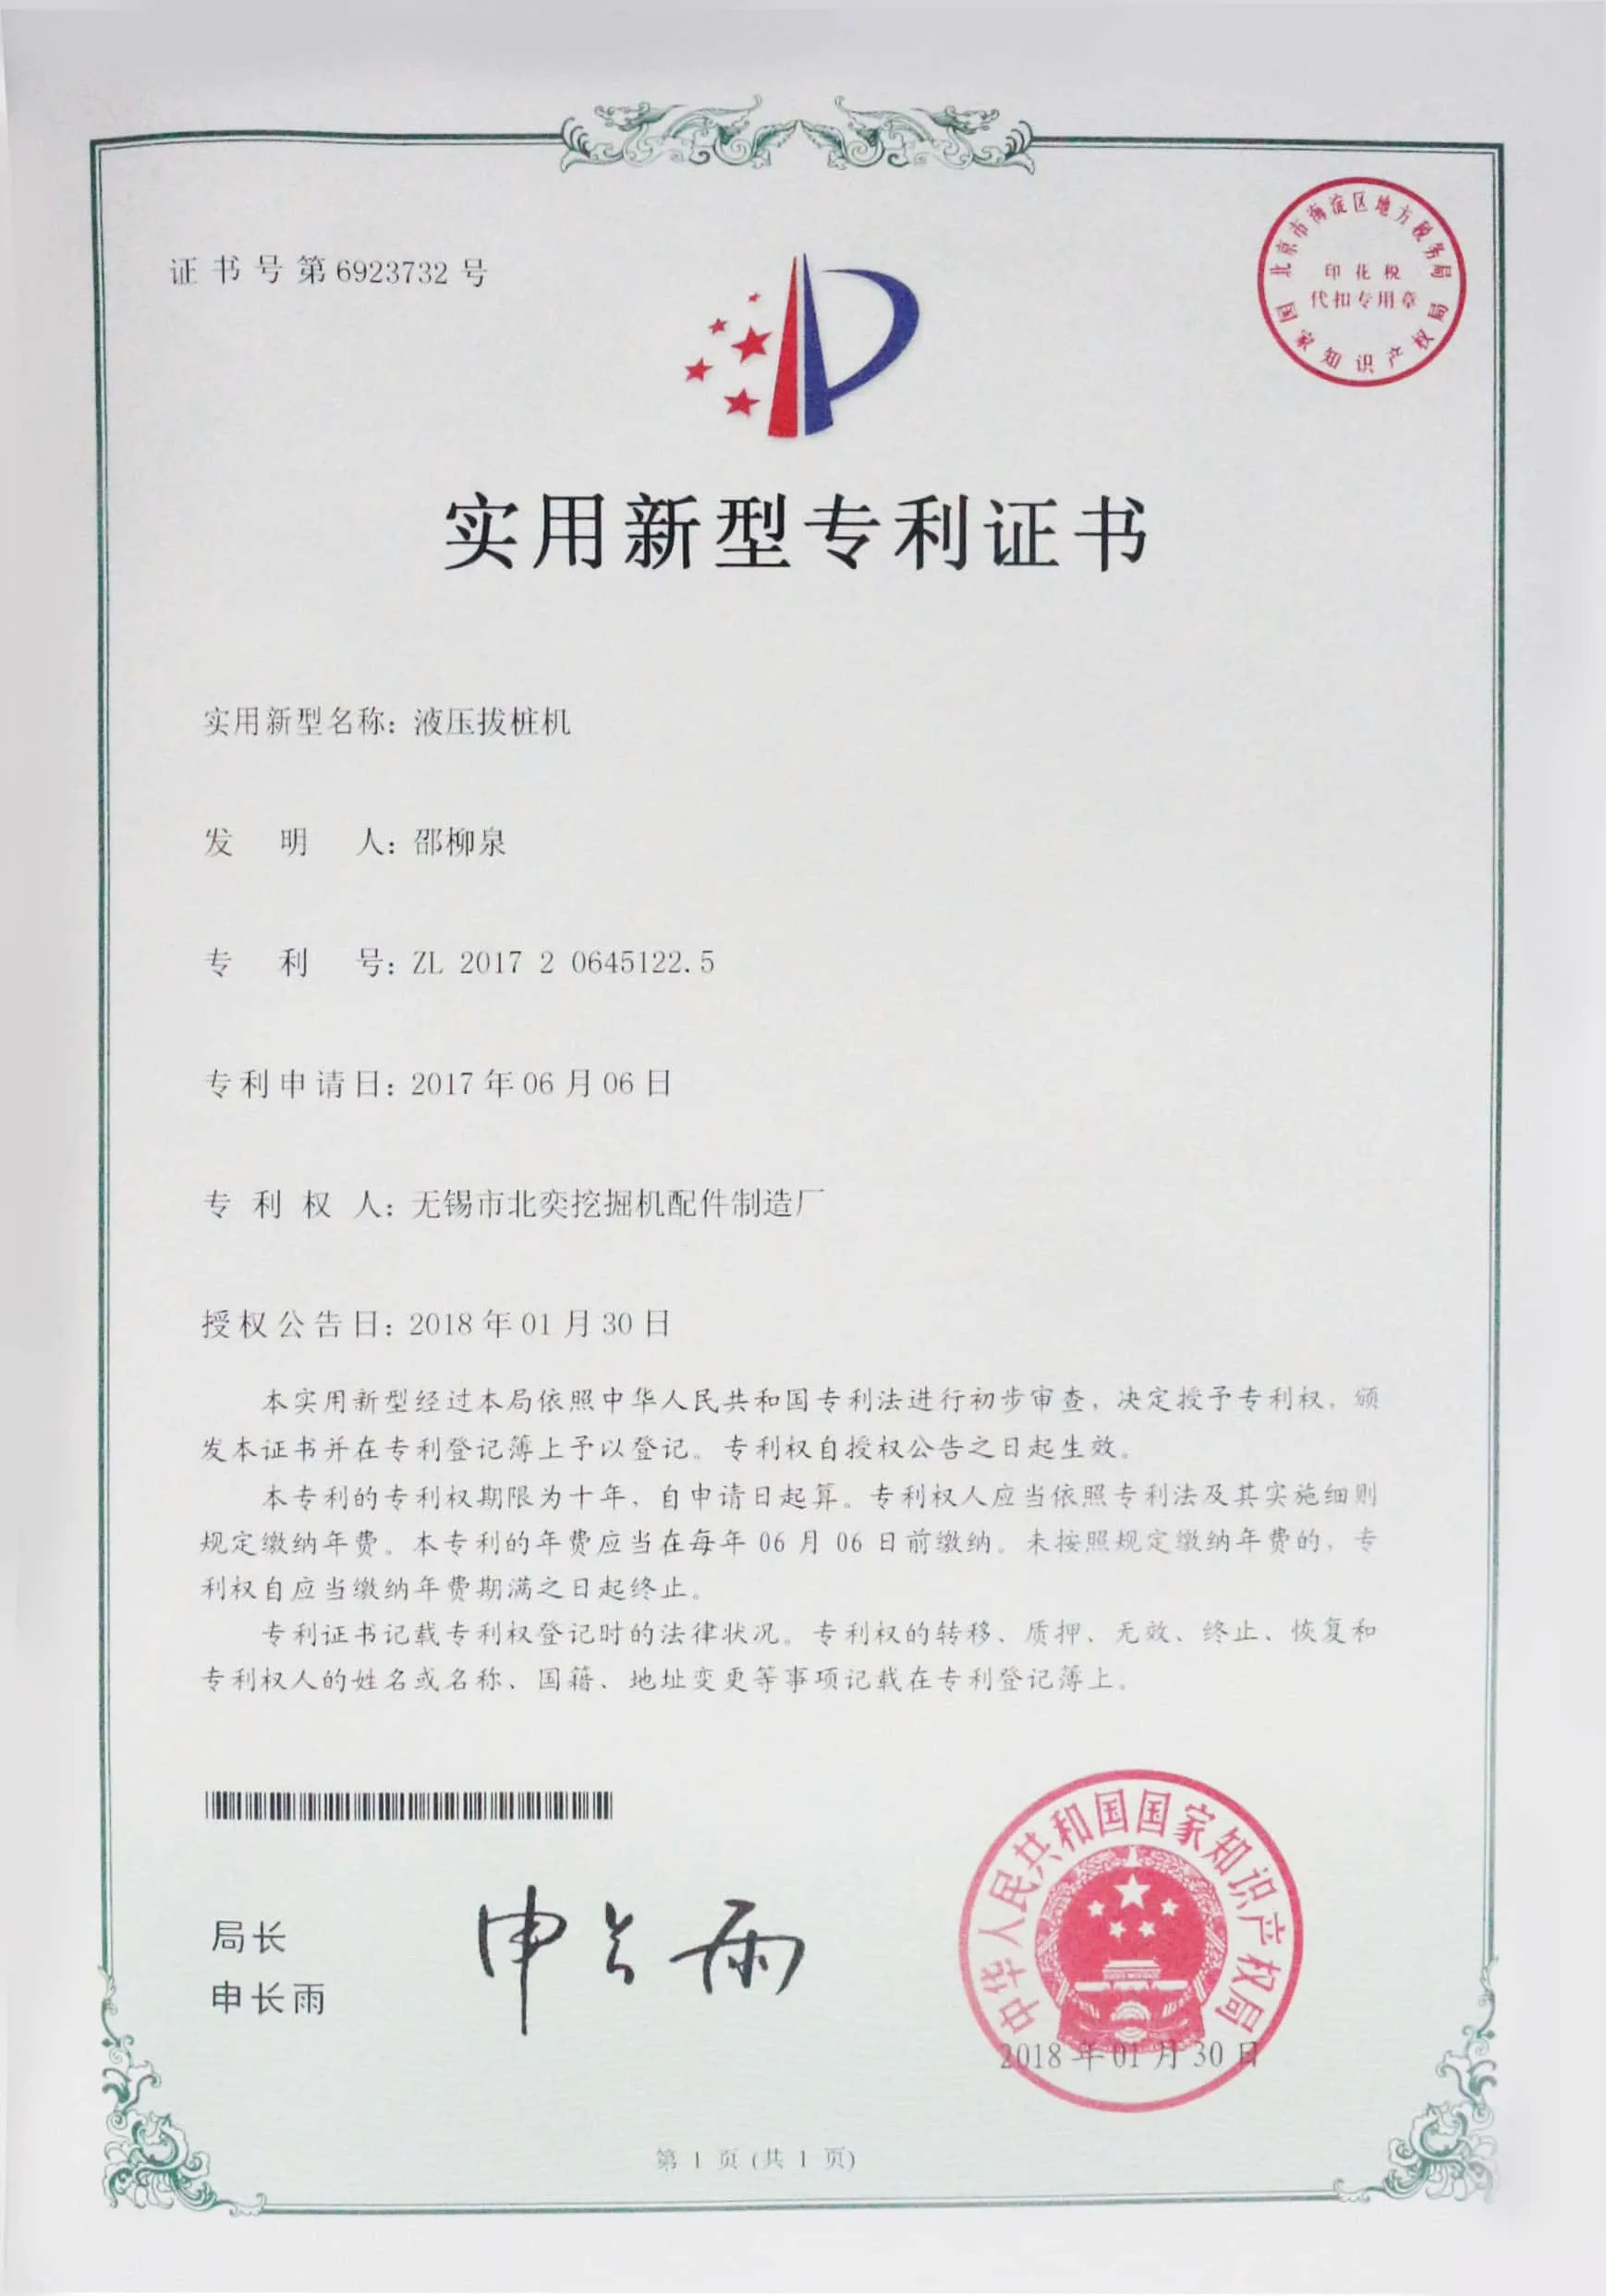 证书号第6923732号
北京市海淀区地方税务局
印花税
代扣专用章
国家知识产权局
实用新型专利证书
实用新型名称：液压拔桩机
发明人：邵柳泉
专利号：ZL 2017 2 0645122.5
专利申请日：2017年06月06日
专利权人：无锡市北奕挖掘机配件制造厂
授权公告日：2018年01月30日
本实用新型经过本局依照中华人民共和国专利法进行初步审查，决定授予专利权，颁
发本证书并在专利登记簿上予以登记。专利权自授权公告之日起生效。
本专利的专利权期限为十年，自申请日起算。专利权人应当依照专利法及其实施细则
规定缴纳年费。本专利的年费应当在每年06月06日前缴纳。未按照规定缴纳年费的，专
利权自应当缴纳年费期满之日起终止。
专利证书记载专利权登记时的法律状况。专利权的转移、质押、无效、终止、恢复和
专利权人的姓名或名称、国籍、地址变更等事项记载在专利登记簿上。
局长
申长雨
申长雨
中华人民共和国国家知识产权局
2018年01月30日
第1页(共1页)